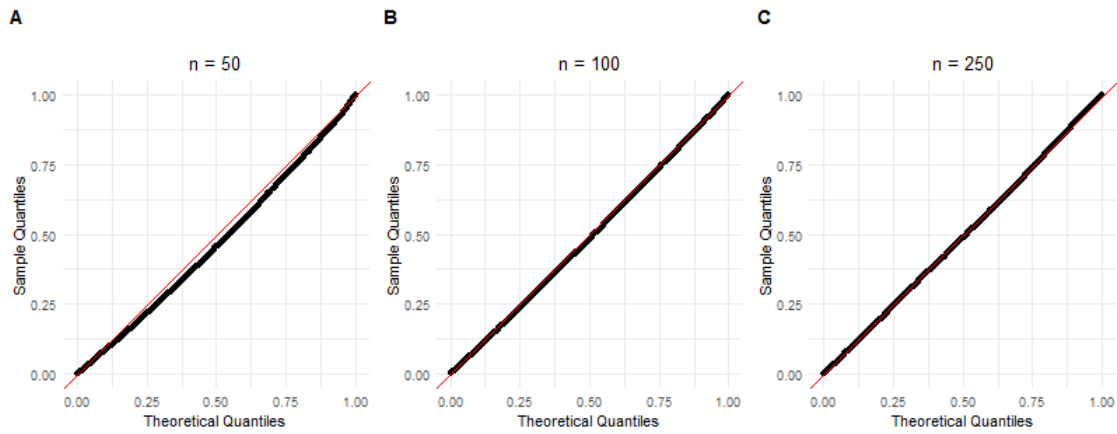 A
n = 50
1.00
0.75
0.50
0.25
0.00
Sample Quantiles
0.00 0.25 0.50 0.75 1.00
Theoretical Quantiles
B
n = 100
1.00
0.75
0.50
0.25
0.00
Sample Quantiles
0.00 0.25 0.50 0.75 1.00
Theoretical Quantiles
C
n = 250
1.00
0.75
0.50
0.25
0.00
Sample Quantiles
0.00 0.25 0.50 0.75 1.00
Theoretical Quantiles